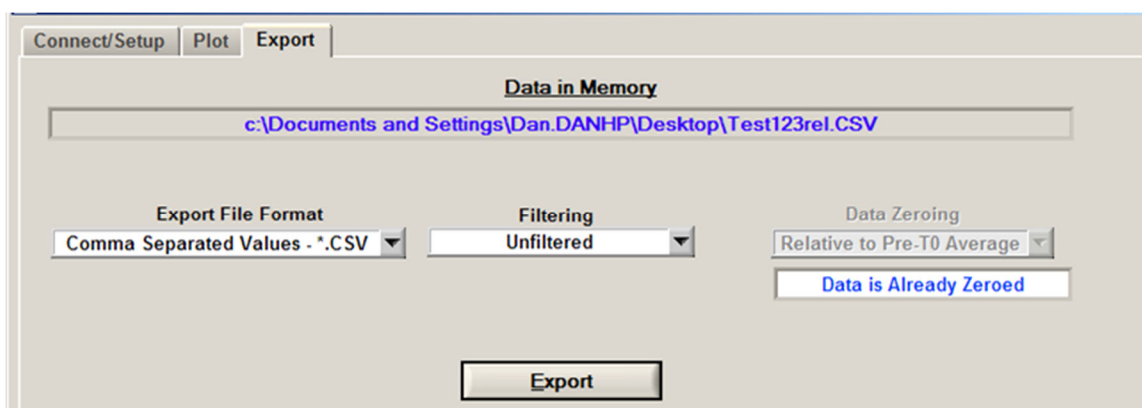 Connect/Setup Plot Export
Data in Memory
c:\Documents and Settings\Dan.DANHP\Desktop\Test123rel.CSV
Export File Format Filtering Data Zeroing
Comma Separated Values - *.CSV Unfiltered Relative to Pre-T0 Average
Data is Already Zeroed
Export